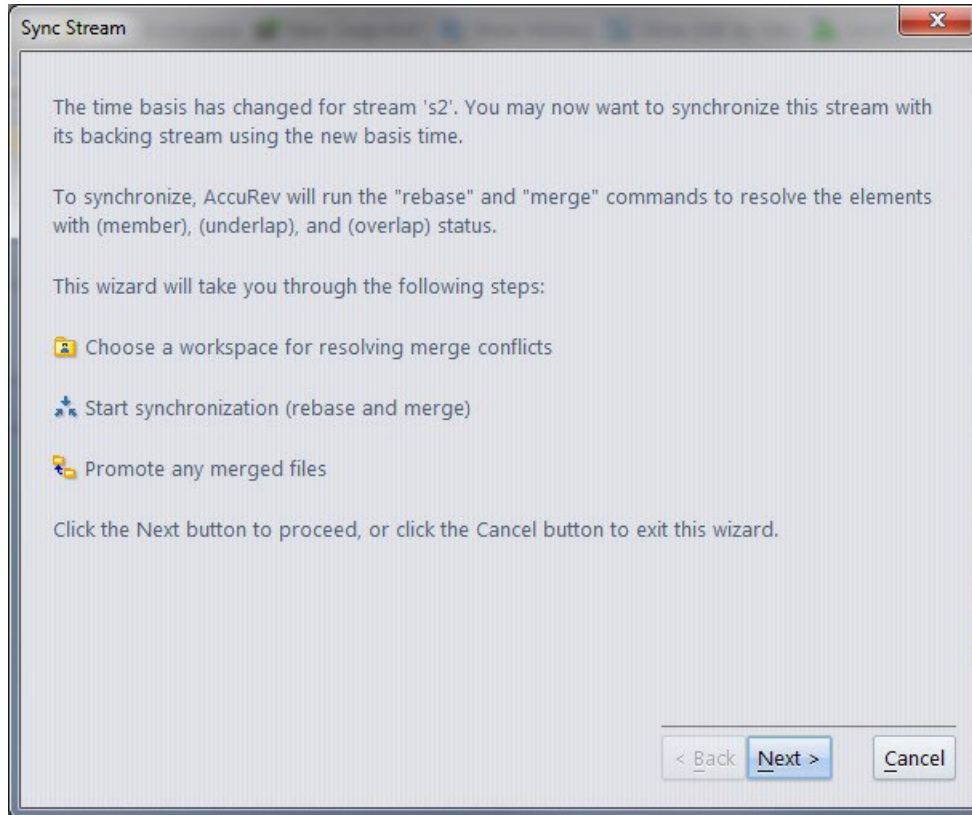 Sync Stream
The time basis has changed for stream 's2'. You may now want to synchronize this stream with
its backing stream using the new basis time.
To synchronize, AccuRev will run the "rebase" and "merge" commands to resolve the elements
with (member), (underlap), and (overlap) status.
This wizard will take you through the following steps:
Choose a workspace for resolving merge conflicts
Start synchronization (rebase and merge)
Promote any merged files
Click the Next button to proceed, or click the Cancel button to exit this wizard.
< Back Next > Cancel